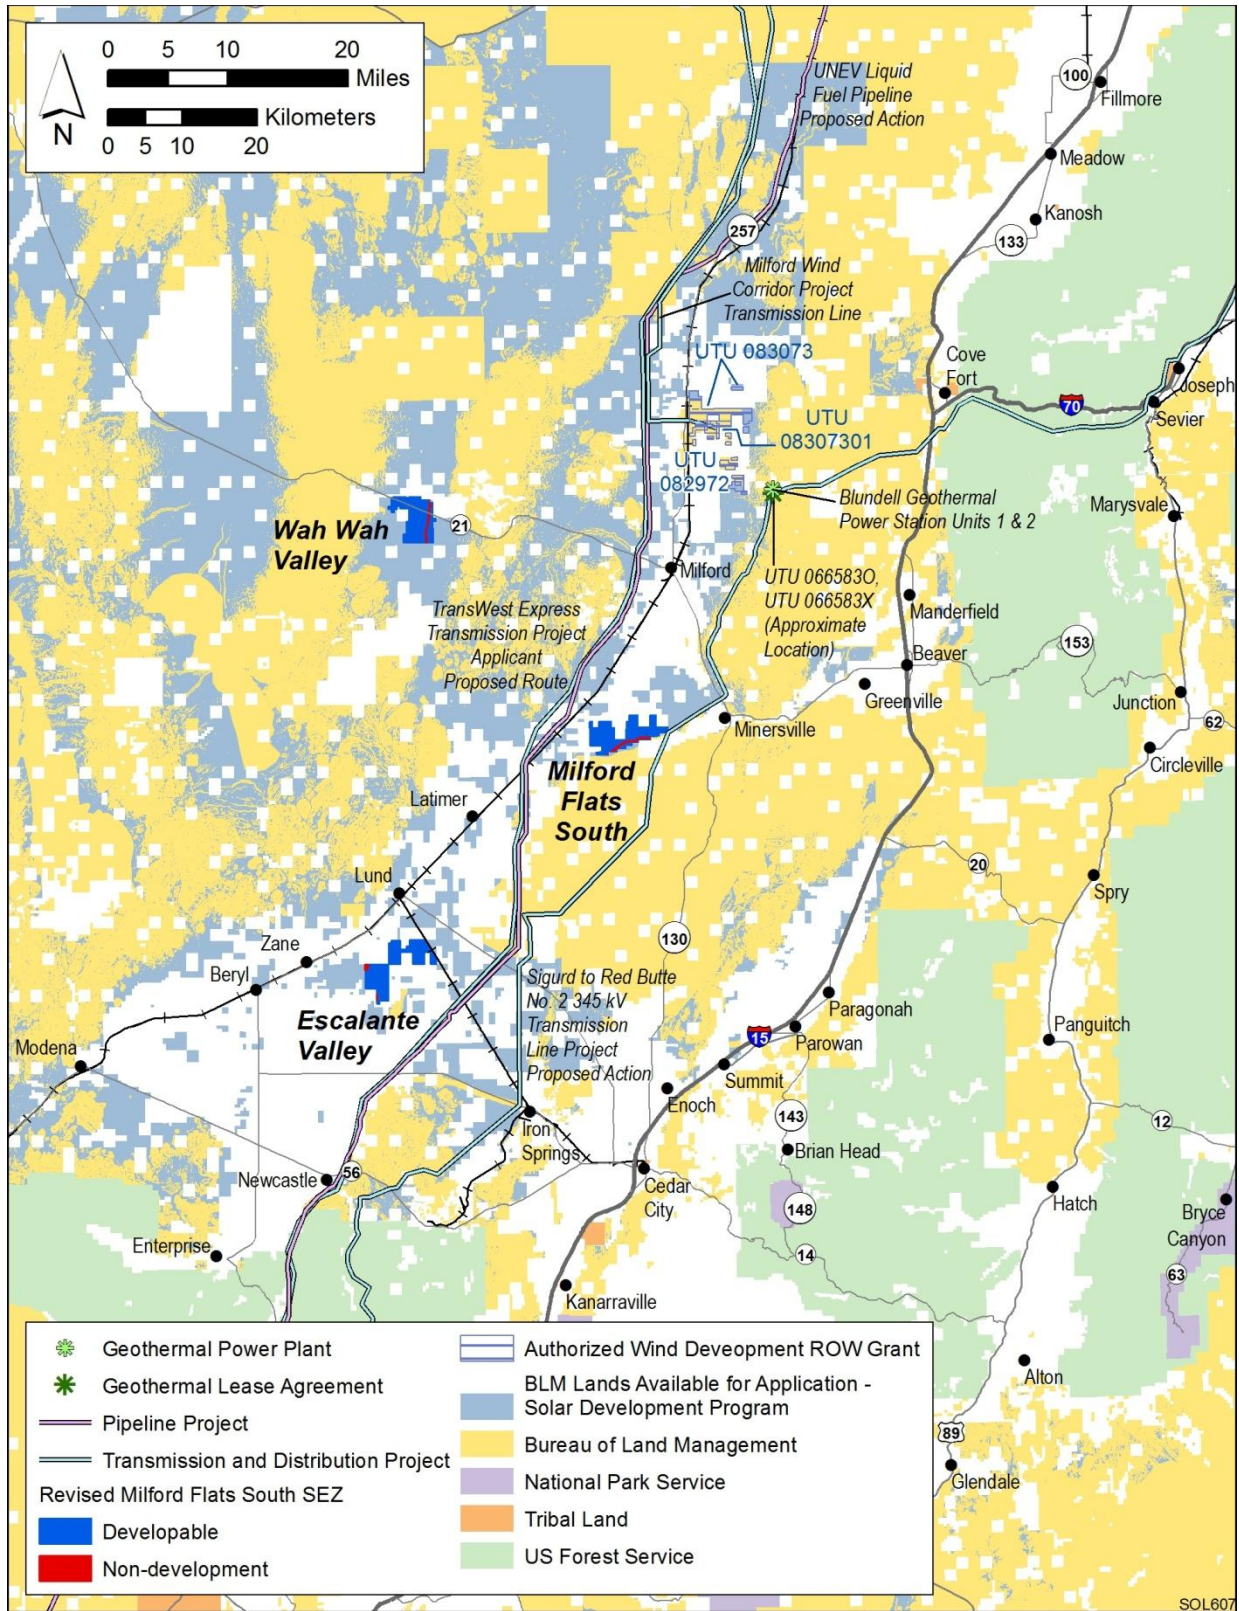 0 5 10 20
Miles
Kilometers
0 5 10 20
N
UNEV Liquid
Fuel Pipeline
Proposed Action
100
Fillmore
Meadow
Kanosh
133
257
Milford Wind
Corridor Project
Transmission Line
UTU 083073
Cove
Fort
Joseph
70
Sevier
UTU
08307301
UTU
082972
Blundell Geothermal
Power Station Units 1 & 2
Marysvale
Wah Wah
Valley
21
Milford
UTU 066583O,
UTU 066583X
(Approximate
Location)
Manderfield
TransWest Express
Transmission Project
Applicant
Proposed Route
153
Beaver
Greenville
Junction
62
Minersville
Circleville
Milford
Flats
South
Latimer
Lund
20
Spry
130
Zane
Beryl
Sigurd to Red Butte
No. 2 345 kV
Transmission
Line Project
Proposed Action
Escalante
Valley
Paragonah
Parowan
15
Panguitch
Modena
Summit
Enoch
143
12
Iron
Springs
Brian Head
Newcastle
56
Cedar
City
148
Hatch
Bryce
Canyon
Enterprise
14
63
Kanarraville
Alton
89
Glendale
Geothermal Power Plant
Geothermal Lease Agreement
Pipeline Project
Transmission and Distribution Project
Revised Milford Flats South SEZ
Developable
Non-development
Authorized Wind Deveopment ROW Grant
BLM Lands Available for Application -
Solar Development Program
Bureau of Land Management
National Park Service
Tribal Land
US Forest Service
SOL607